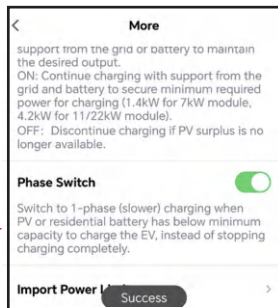 More
support from the grid or battery to maintain
the desired output.
ON: Continue charging with support from the
grid and battery to secure minimum required
power for charging (1.4kW for 7kW module,
4.2kW for 11/22kW module).
OFF: Discontinue charging if PV surplus is no
longer available.
Phase Switch
Switch to 1-phase (slower) charging when
PV or residential battery has below minimum
capacity to charge the EV, instead of stopping
charging completely.
Import Power
Success